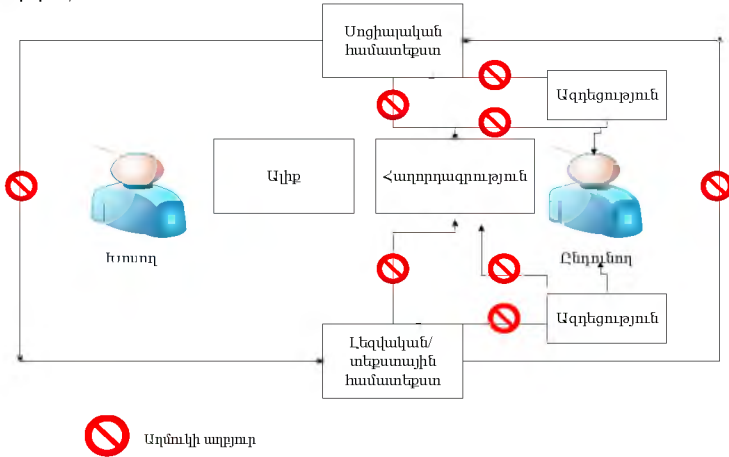 Սոցիալական
համատեքստ
Ազդեցություն
Ալիք
Հաղորդագրություն
Խոսող
Ընդունող
Ազդեցություն
Լեզվական/
տեքստային
համատեքստ
Աղմուկի աղբյուր